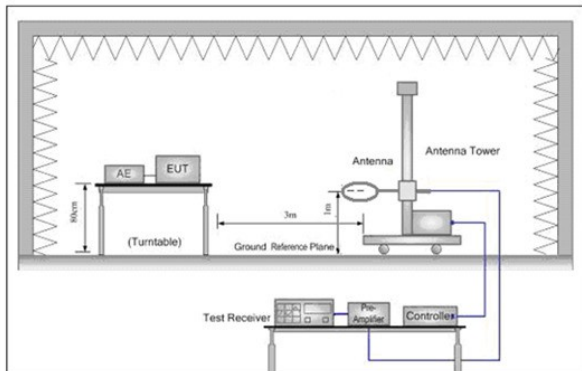 Antenna
Antenna Tower
AE
EUT
80cm
(Turntable)
3m
1m
Ground Reference Plane
Test Receiver
Pre-
Amplifier
Controller